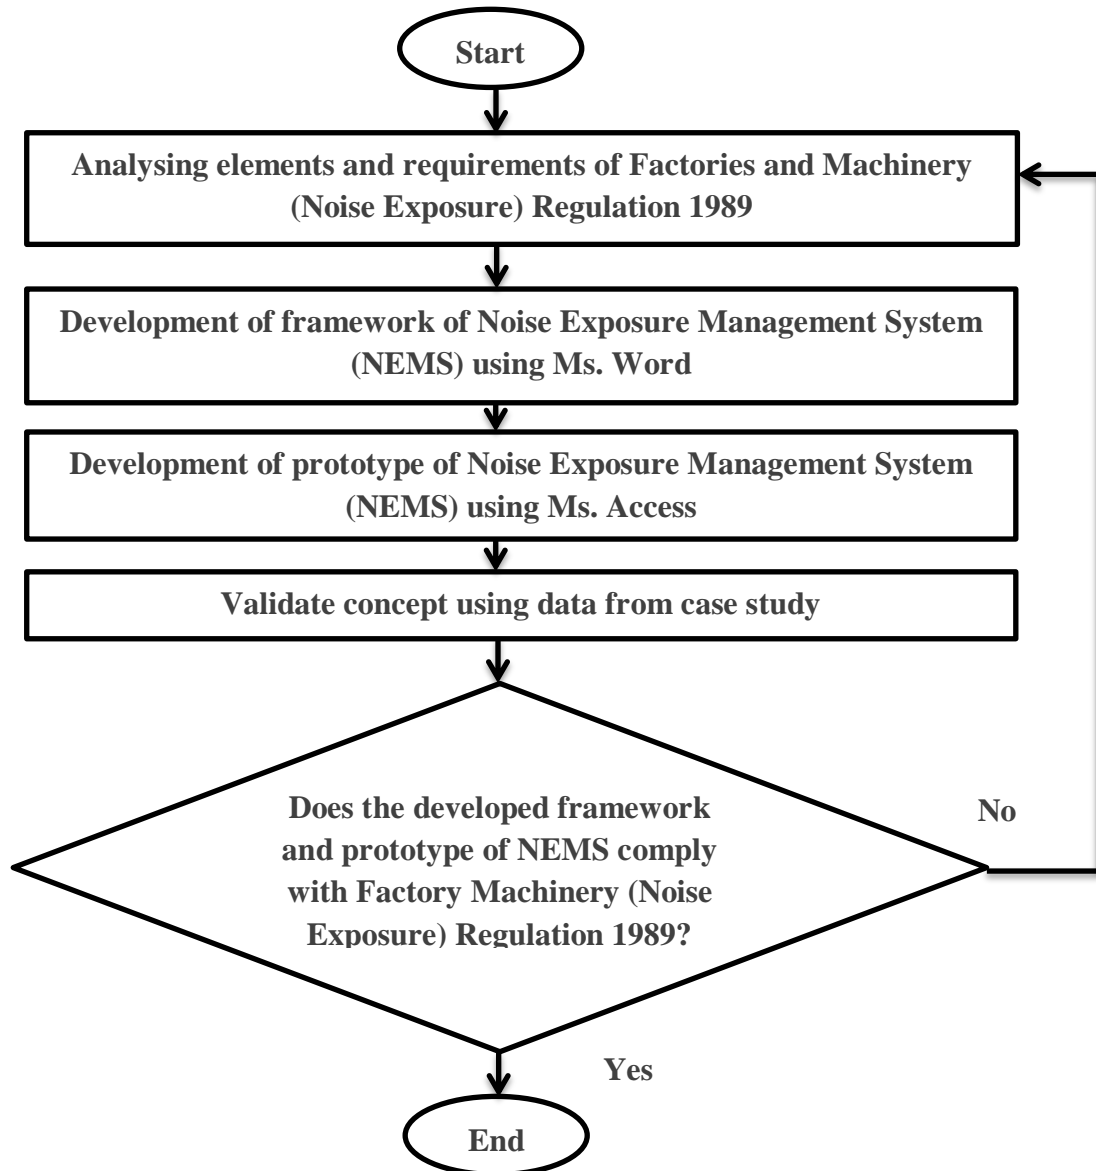 Start
Analysing elements and requirements of Factories and Machinery
(Noise Exposure) Regulation 1989
Development of framework of Noise Exposure Management System
(NEMS) using Ms. Word
Development of prototype of Noise Exposure Management System
(NEMS) using Ms. Access
Validate concept using data from case study
Does the developed framework
and prototype of NEMS comply
with Factory Machinery (Noise
Exposure) Regulation 1989?
No
Yes
End